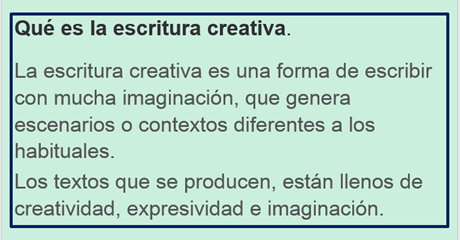 Qué es la escritura creativa.
La escritura creativa es una forma de escribir
con mucha imaginación, que genera
escenarios o contextos diferentes a los
habituales.
Los textos que se producen, están llenos de
creatividad, expresividad e imaginación.